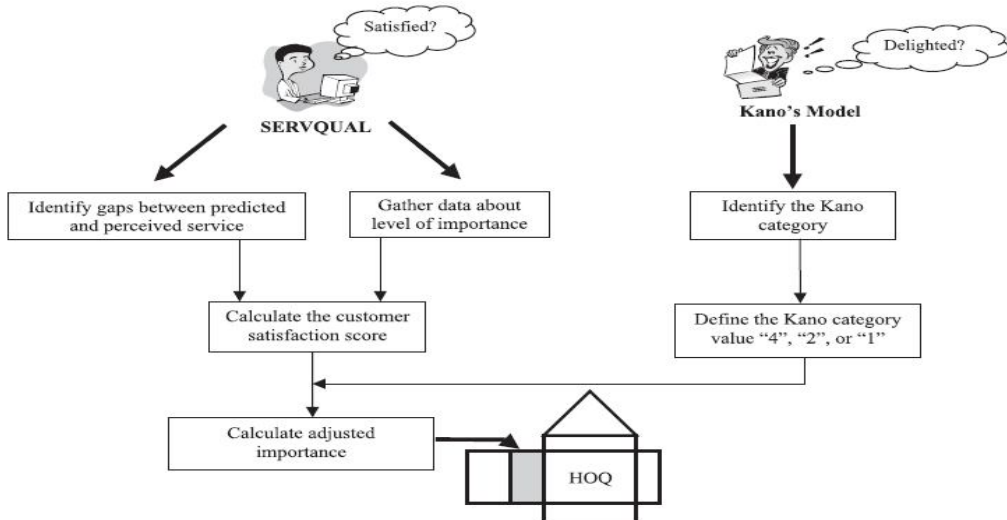 Satisfied?
Delighted?
SERVQUAL
Kano's Model
Identify gaps between predicted
and perceived service
Gather data about
level of importance
Identify the Kano
category
Calculate the customer
satisfaction score
Define the Kano category
value “4”, “2”, or “1”
Calculate adjusted
importance
HOQ